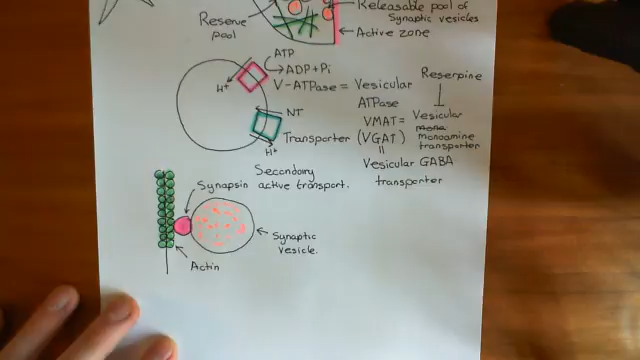 Reserve
pool
Releasable pool of
Synaptic vesicles
Active zone
ATP
ADP+Pi
H+
V-ATPase = Vesicular
ATPase
Reserpine
NT
VMAT = Vesicular
mono
monoamine
transporter
Transporter (VGAT)
H+
=
Vesicular GABA
transporter
Secondary
active transport.
Synapsin
Synaptic
vesicle.
Actin